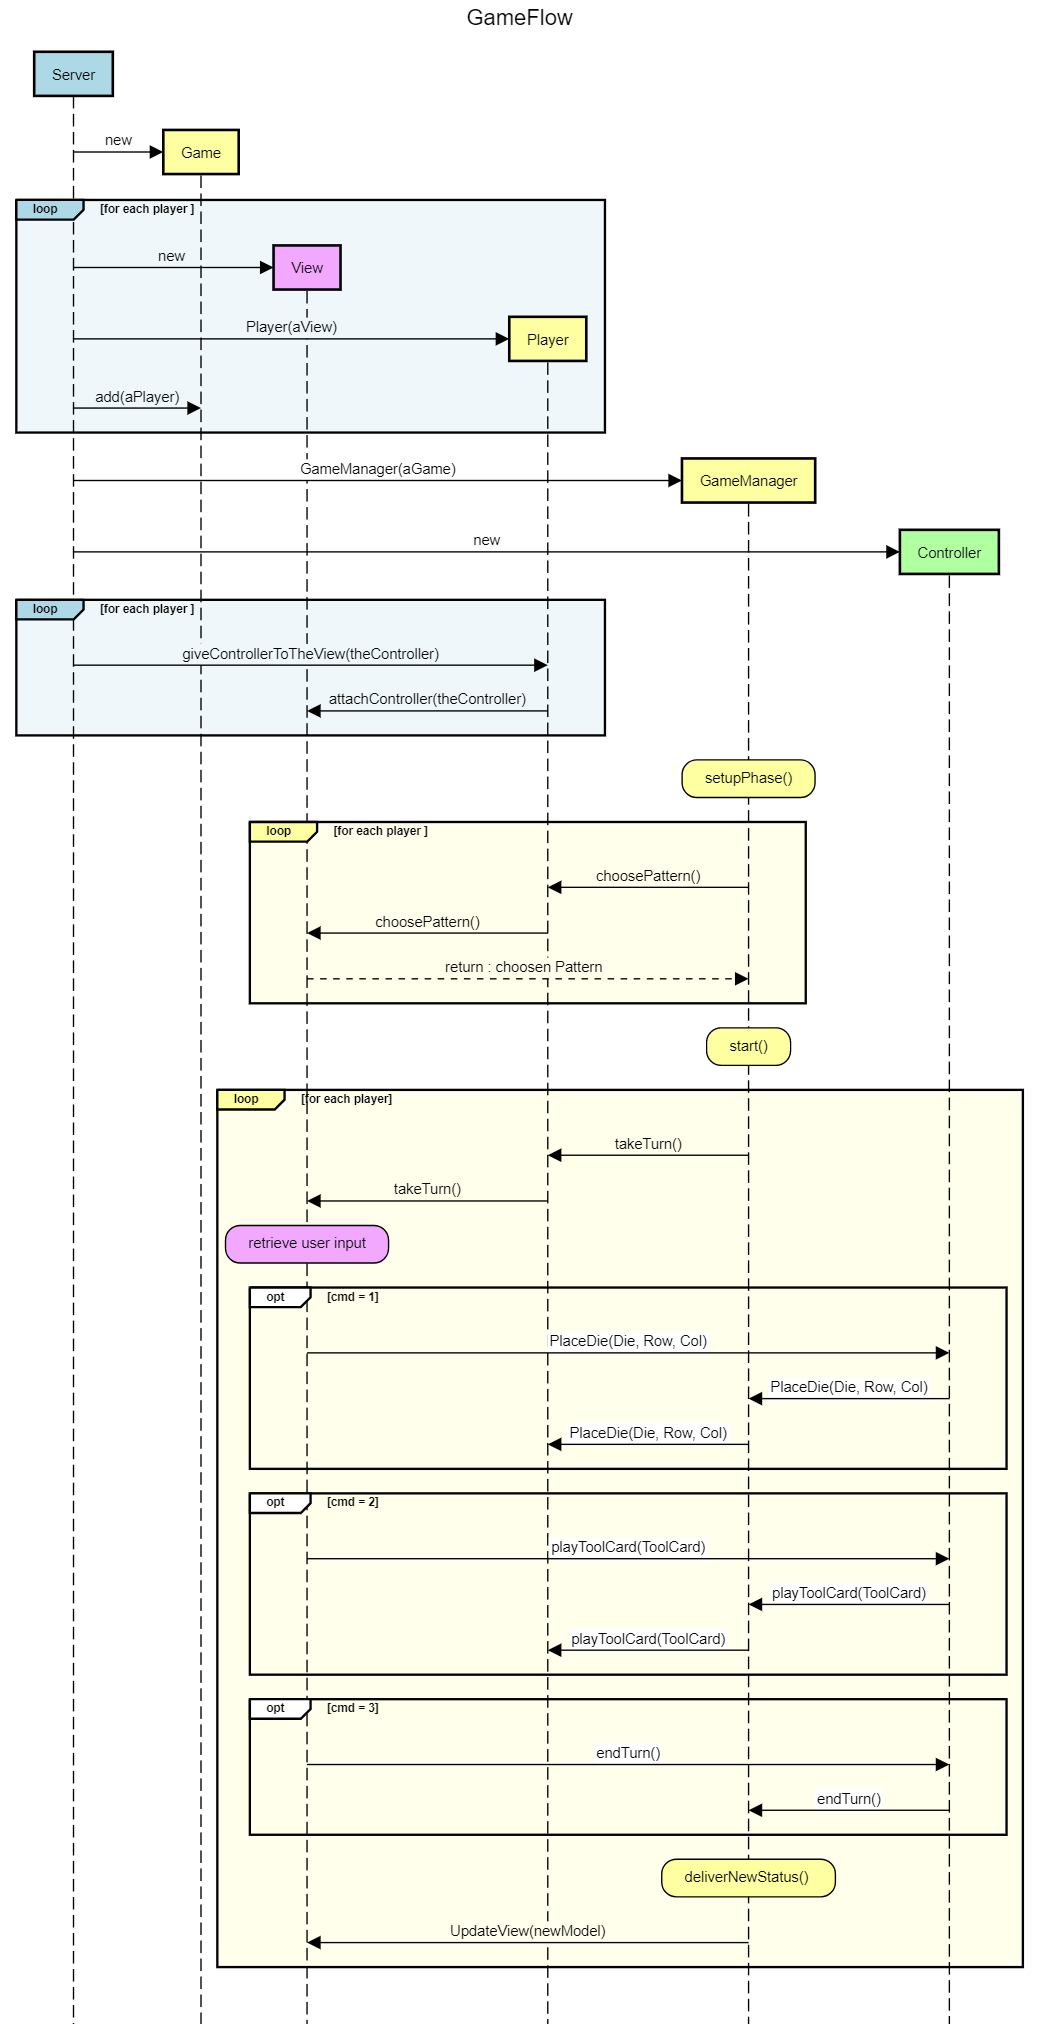 GameFlow
Server
new
Game
loop
[for each player ]
new
View
Player(aView)
Player
add(aPlayer)
GameManager(aGame)
GameManager
new
Controller
loop
[for each player ]
giveControllerToTheView(theController)
attachController(theController)
setupPhase()
loop
[for each player ]
choosePattern()
choosePattern()
return : choosen Pattern
start()
loop
[for each player]
takeTurn()
takeTurn()
retrieve user input
opt
[cmd = 1]
PlaceDie(Die, Row, Col)
PlaceDie(Die, Row, Col)
PlaceDie(Die, Row, Col)
opt
[cmd = 2]
playToolCard(ToolCard)
playToolCard(ToolCard)
playToolCard(ToolCard)
opt
[cmd = 3]
endTurn()
endTurn()
deliverNewStatus()
UpdateView(newModel)